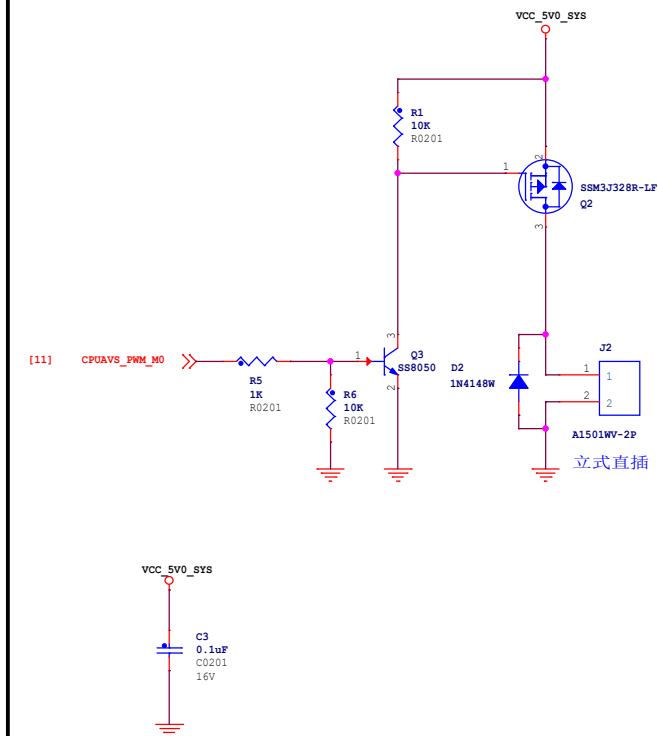 VCC_5V0_SYS
R1
10K
R0201
1
2
SSM3J328R-LF
Q2
3
[11] CPUAVS_PWM_M0
R5
1K
R0201
R6
10K
R0201
1
3
Q3
SS8050
2
D2
1N4148W
J2
1
1
2
2
A1501WV-2P
立式直插
VCC_5V0_SYS
C3
0.1uF
C0201
16V